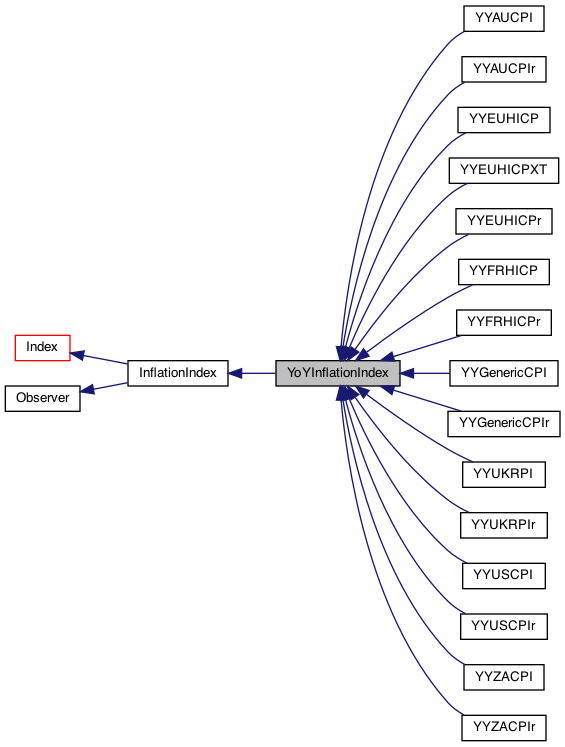 Index
Observer
InflationIndex
YoYInflationIndex
YYAUCPI
YYAUCPIr
YYEUHICP
YYEUHICPXT
YYEUHICPr
YYFRHICP
YYFRHICPr
YYGenericCPI
YYGenericCPIr
YYUKRPI
YYUKRPIr
YYUSCPI
YYUSCPIr
YYZACPI
YYZACPIr